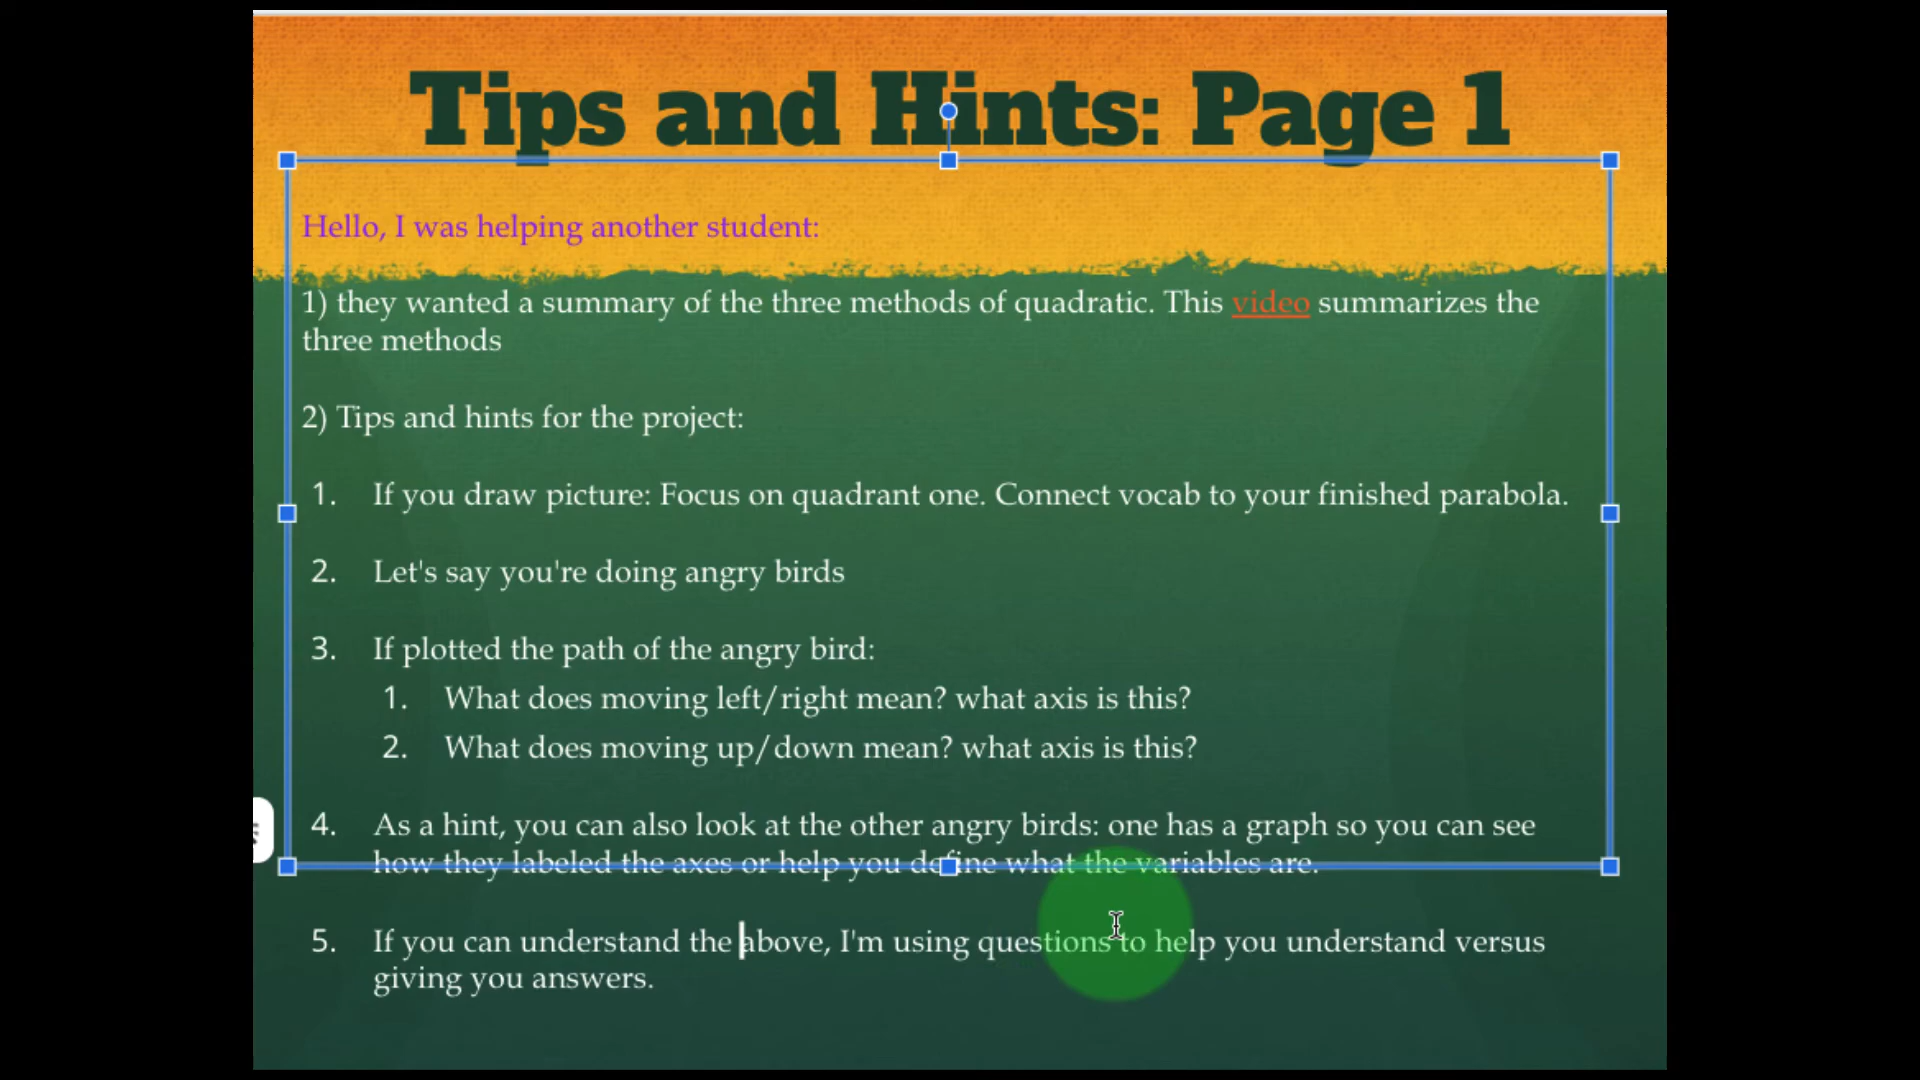 Tips and Hints: Page 1
Hello, I was helping another student:
1) they wanted a summary of the three methods of quadratic. This video summarizes the
three methods
2) Tips and hints for the project:
1. If you draw picture: Focus on quadrant one. Connect vocab to your finished parabola.
2. Let's say you're doing angry birds
3. If plotted the path of the angry bird:
1. What does moving left/right mean? what axis is this?
2. What does moving up/down mean? what axis is this?
4. As a hint, you can also look at the other angry birds: one has a graph so you can see
how they labeled the axes or help you define what the variables are.
5. If you can understand the above, I'm using questions to help you understand versus
giving you answers.